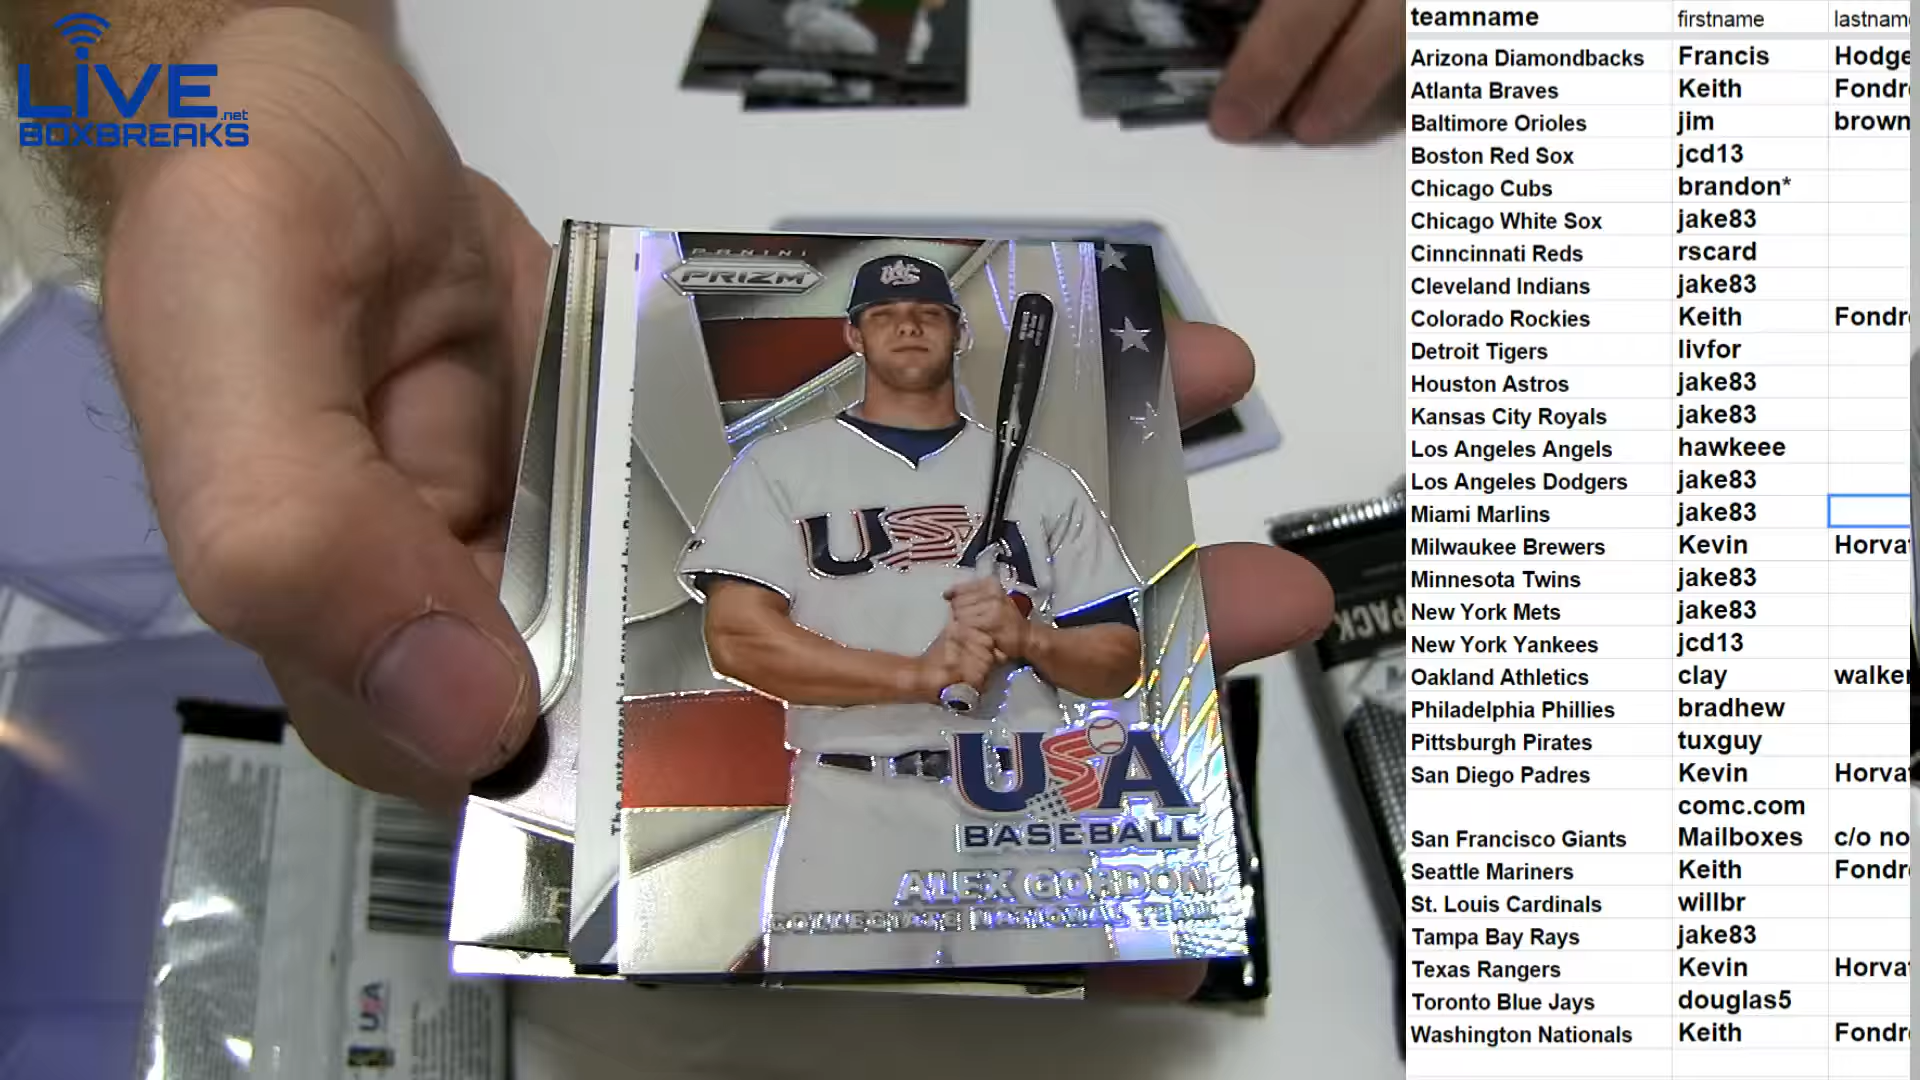 LIVE
.net
BOXBREAKS
PANINI
PRIZM
USA
USA
BASEBALL
ALEX GORDON
COLLEGIATE NATIONAL TEAM
PACK
USA
teamname firstname lastnam
Arizona Diamondbacks Francis Hodge
Atlanta Braves Keith Fondr
Baltimore Orioles jim brown
Boston Red Sox jcd13
Chicago Cubs brandon*
Chicago White Sox jake83
Cinncinnati Reds rscard
Cleveland Indians jake83
Colorado Rockies Keith Fondr
Detroit Tigers livfor
Houston Astros jake83
Kansas City Royals jake83
Los Angeles Angels hawkeee
Los Angeles Dodgers jake83
Miami Marlins jake83
Milwaukee Brewers Kevin Horva
Minnesota Twins jake83
New York Mets jake83
New York Yankees jcd13
Oakland Athletics clay walker
Philadelphia Phillies bradhew
Pittsburgh Pirates tuxguy
San Diego Padres Kevin Horva
comc.com
San Francisco Giants Mailboxes c/o no
Seattle Mariners Keith Fondr
St. Louis Cardinals willbr
Tampa Bay Rays jake83
Texas Rangers Kevin Horva
Toronto Blue Jays douglas5
Washington Nationals Keith Fondr